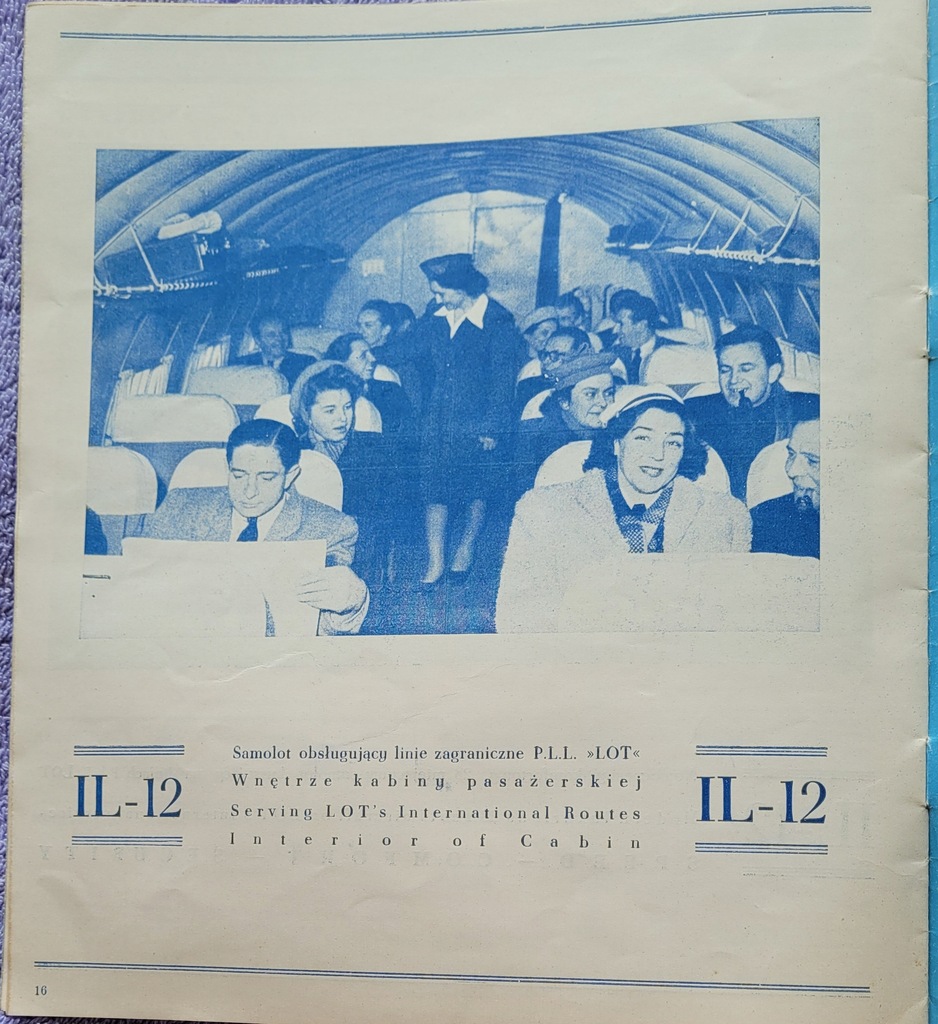 IL-12
Samolot obsługujący linie zagraniczne P.L.L. »LOT«
Wnętrze kabiny pasażerskiej
Serving LOT's International Routes
Interior of Cabin
IL-12
16